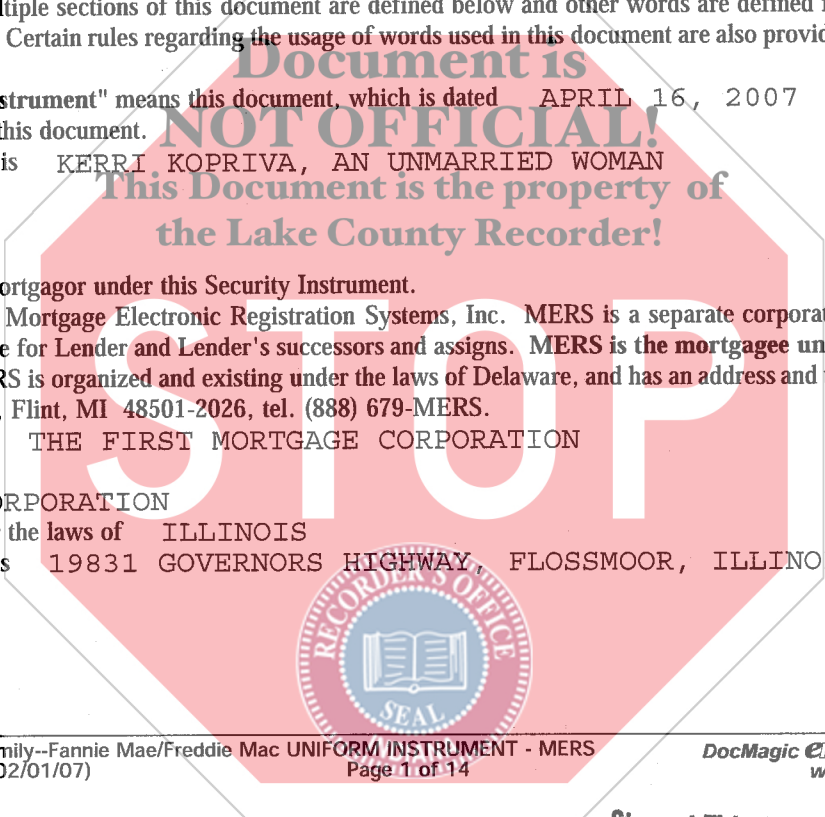 tiple sections of this document are defined below and other words are defined
Certain rules regarding the usage of words used in this document are also provid
Document is
strument" means this document, which is dated APRIL 16, 2007
NOT OFFICIAL!
this document.
is KERRI KOPRIVA, AN UNMARRIED WOMAN
This Document is the property of
the Lake County Recorder!
ortgagor under this Security Instrument.
Mortgage Electronic Registration Systems, Inc. MERS is a separate corporat
e for Lender and Lender's successors and assigns. MERS is the mortgagee un
RS is organized and existing under the laws of Delaware, and has an address and
, Flint, MI 48501-2026, tel. (888) 679-MERS.
STOP
THE FIRST MORTGAGE CORPORATION
ORPORATION
the laws of ILLINOIS
s 19831 GOVERNORS HIGHWAY, FLOSSMOOR, ILLINO
RECORDER'S OFFICE
SEAL
mily--Fannie Mae/Freddie Mac UNIFORM INSTRUMENT - MERS
DocMagic
02/01/07)
Page 1 of 14